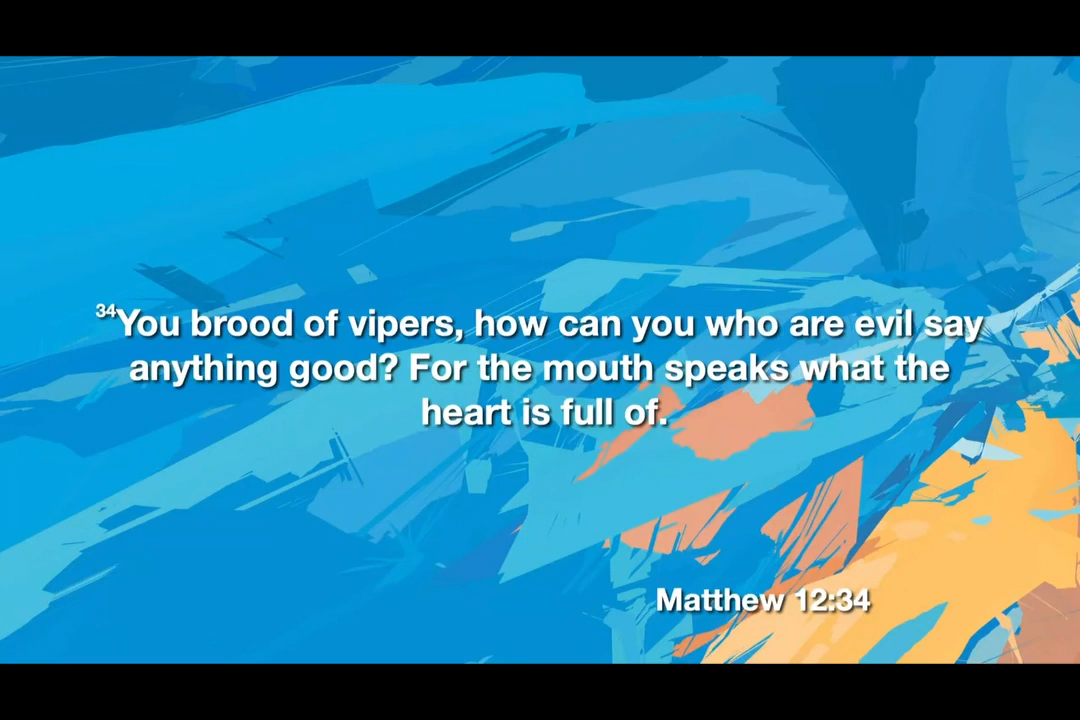 34You brood of vipers, how can you who are evil say
anything good? For the mouth speaks what the
heart is full of.
Matthew 12:34